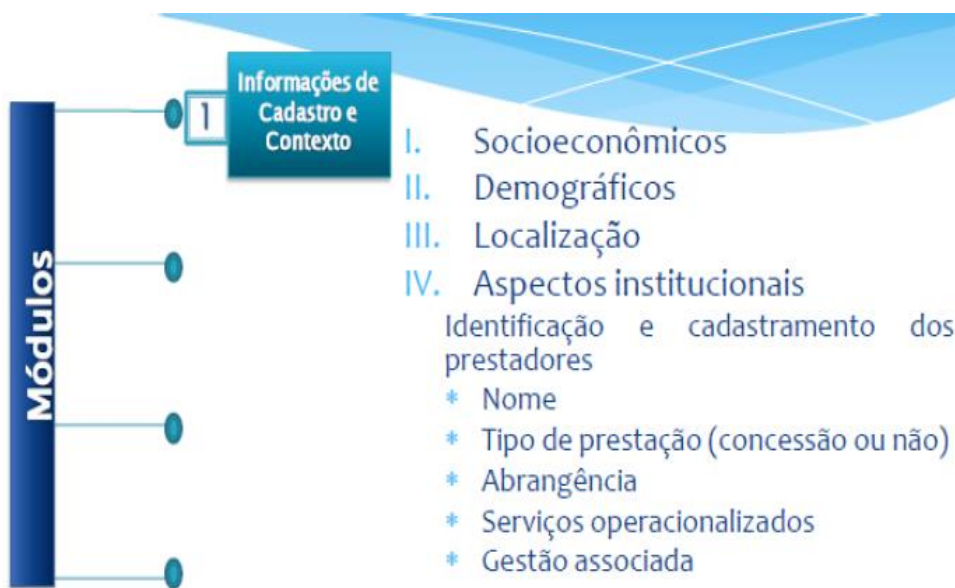 Módulos
1
Informações de
Cadastro e
Contexto
I. Socioeconômicos
II. Demográficos
III. Localização
IV. Aspectos institucionais
Identificação e cadastramento dos
prestadores
* Nome
* Tipo de prestação (concessão ou não)
* Abrangência
* Serviços operacionalizados
* Gestão associada